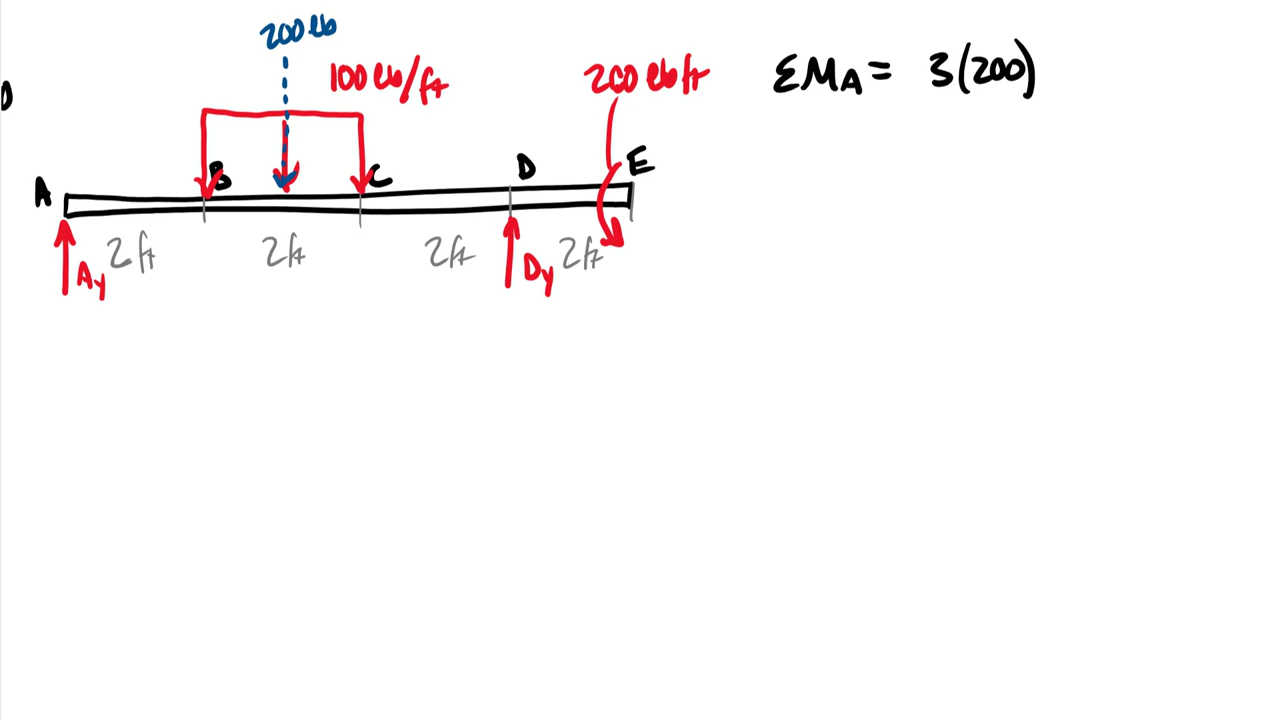 200 lb
100 lb/ft
200 lb ft
ΣMA = 3(200)
A B C D E
2ft 2ft 2ft 2ft
Ay Dy